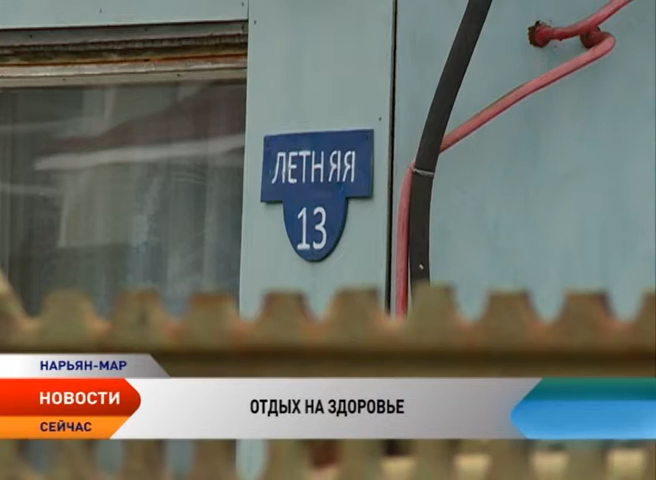 ЛЕТНЯЯ
13
НАРЬЯН-МАР
НОВОСТИ
СЕЙЧАС
ОТДЫХ НА ЗДОРОВЬЕ